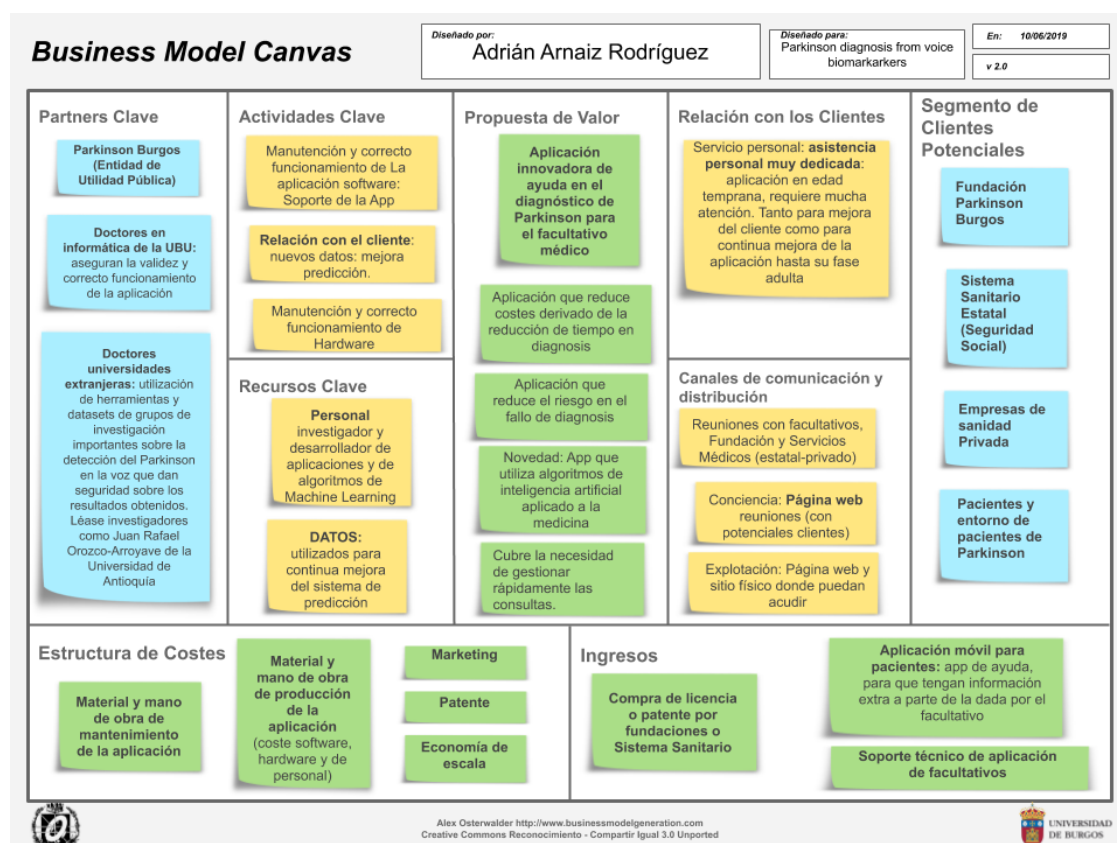 Business Model Canvas
Diseñado por:
Adrián Arnaiz Rodríguez
Diseñado para:
Parkinson diagnosis from voice
biomarkarkers
En: 10/06/2019
v 2.0
Partners Clave
Parkinson Burgos
(Entidad de
Utilidad Pública)
Doctores en
informática de la UBU:
aseguran la validez y
correcto funcionamiento
de la aplicación
Doctores
universidades
extranjeras: utilización
de herramientas y
datasets de grupos de
investigación
importantes sobre la
detección del Parkinson
en la voz que dan
seguridad sobre los
resultados obtenidos.
Léase investigadores
como Juan Rafael
Orozco-Arroyave de la
Universidad de
Antioquía
Actividades Clave
Manutención y correcto
funcionamiento de La
aplicación software:
Soporte de la App
Relación con el cliente:
nuevos datos: mejora
predicción.
Manutención y correcto
funcionamiento de
Hardware
Recursos Clave
Personal
investigador y
desarrollador de
aplicaciones y de
algoritmos de
Machine Learning
DATOS:
utilizados para
continua mejora
del sistema de
predicción
Propuesta de Valor
Aplicación
innovadora de
ayuda en el
diagnóstico de
Parkinson para
el facultativo
médico
Aplicación que reduce
costes derivado de la
reducción de tiempo en
diagnosis
Aplicación que
reduce el riesgo en el
fallo de diagnosis
Novedad: App que
utiliza algoritmos de
inteligencia artificial
aplicado a la
medicina
Cubre la necesidad
de gestionar
rápidamente las
consultas.
Relación con los Clientes
Servicio personal: asistencia
personal muy dedicada:
aplicación en edad
temprana, requiere mucha
atención. Tanto para mejora
del cliente como para
continua mejora de la
aplicación hasta su fase
adulta
Canales de comunicación y
distribución
Reuniones con facultativos,
Fundación y Servicios
Médicos (estatal-privado)
Conciencia: Página web
reuniones (con
potenciales clientes)
Explotación: Página web y
sitio físico donde puedan
acudir
Segmento de
Clientes
Potenciales
Fundación
Parkinson
Burgos
Sistema
Sanitario
Estatal
(Seguridad
Social)
Empresas de
sanidad
Privada
Pacientes y
entorno de
pacientes de
Parkinson
Estructura de Costes
Material y mano
de obra de
mantenimiento
de la aplicación
Material y
mano de obra
de producción
de la
aplicación
(coste software,
hardware y de
personal)
Marketing
Patente
Economía de
escala
Ingresos
Compra de licencia
o patente por
fundaciones o
Sistema Sanitario
Aplicación móvil para
pacientes: app de ayuda,
para que tengan información
extra a parte de la dada por el
facultativo
Soporte técnico de aplicación
de facultativos
Alex Osterwalder http://www.businessmodelgeneration.com
Creative Commons Reconocimiento - Compartir Igual 3.0 Unported
UNIVERSIDAD
DE BURGOS